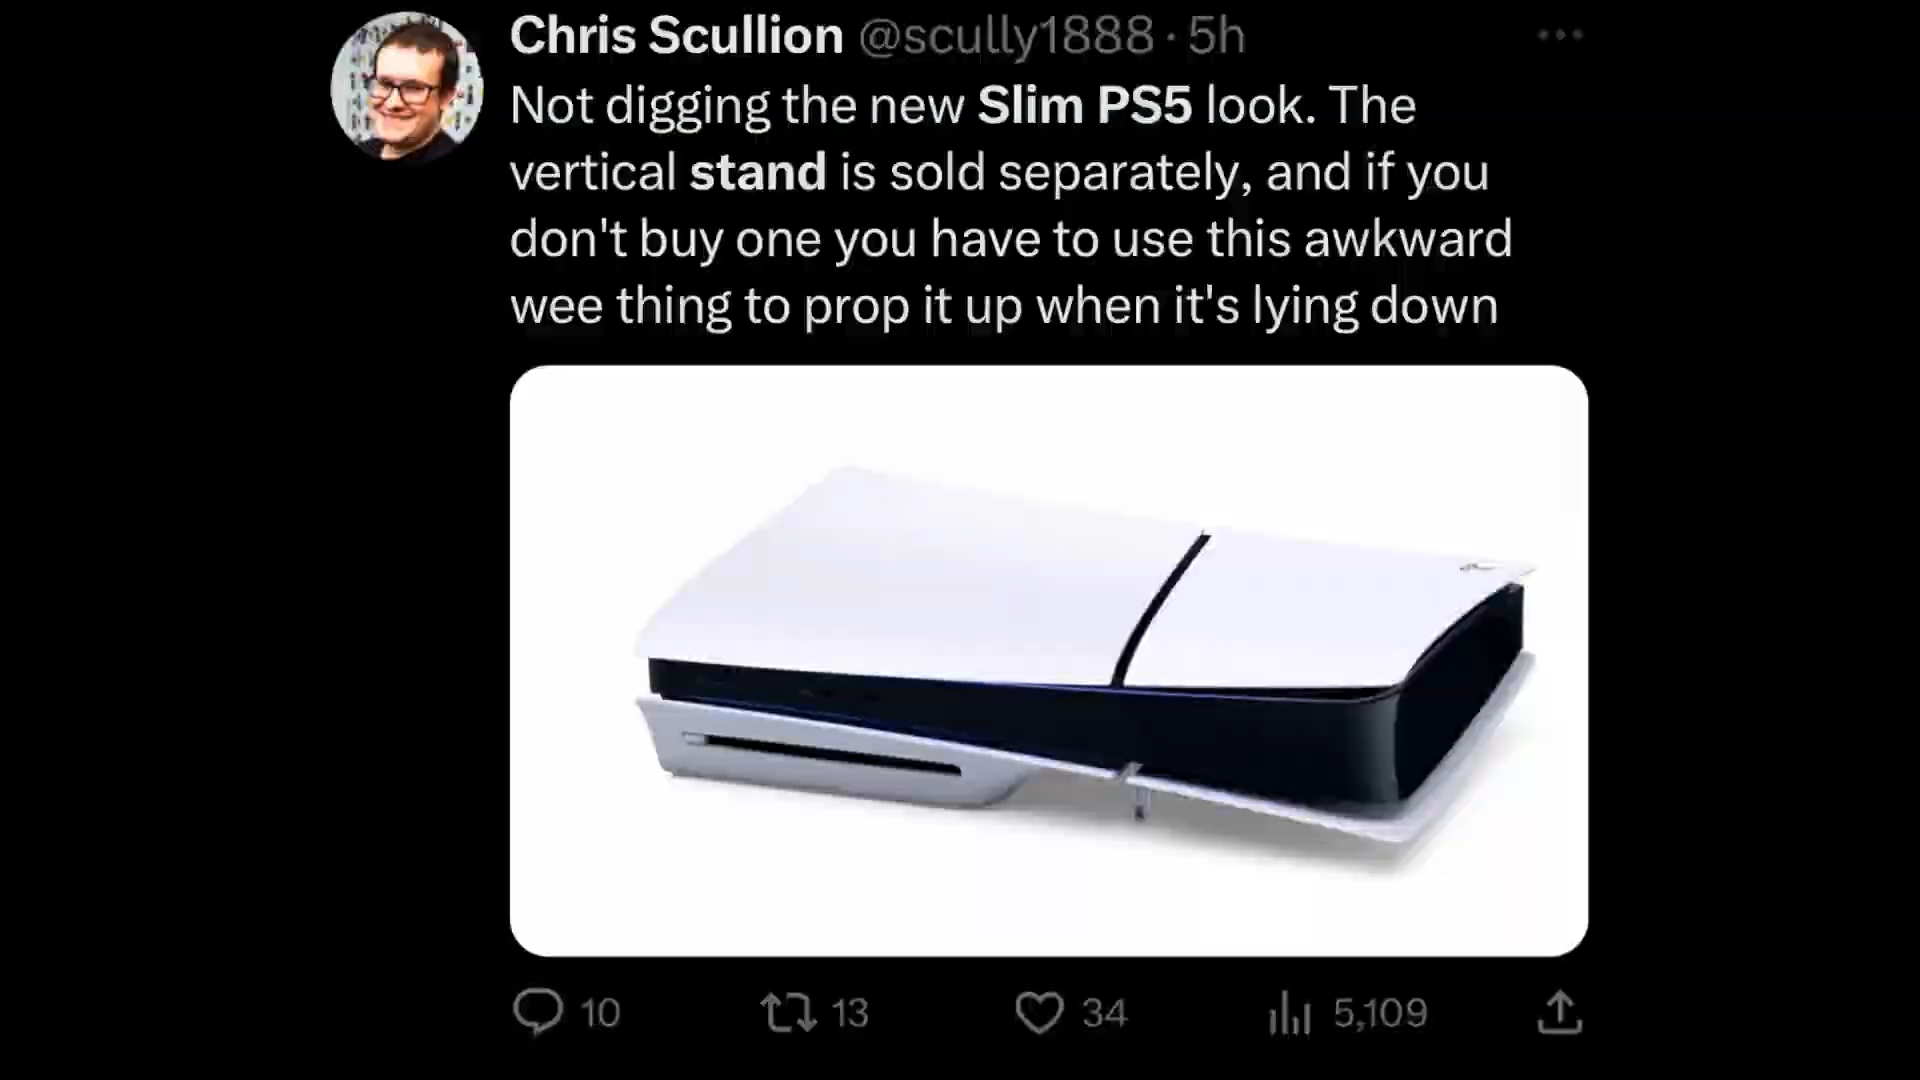 Chris Scullion @scully1888 · 5h
Not digging the new Slim PS5 look. The
vertical stand is sold separately, and if you
don't buy one you have to use this awkward
wee thing to prop it up when it's lying down
10 13 34 5,109